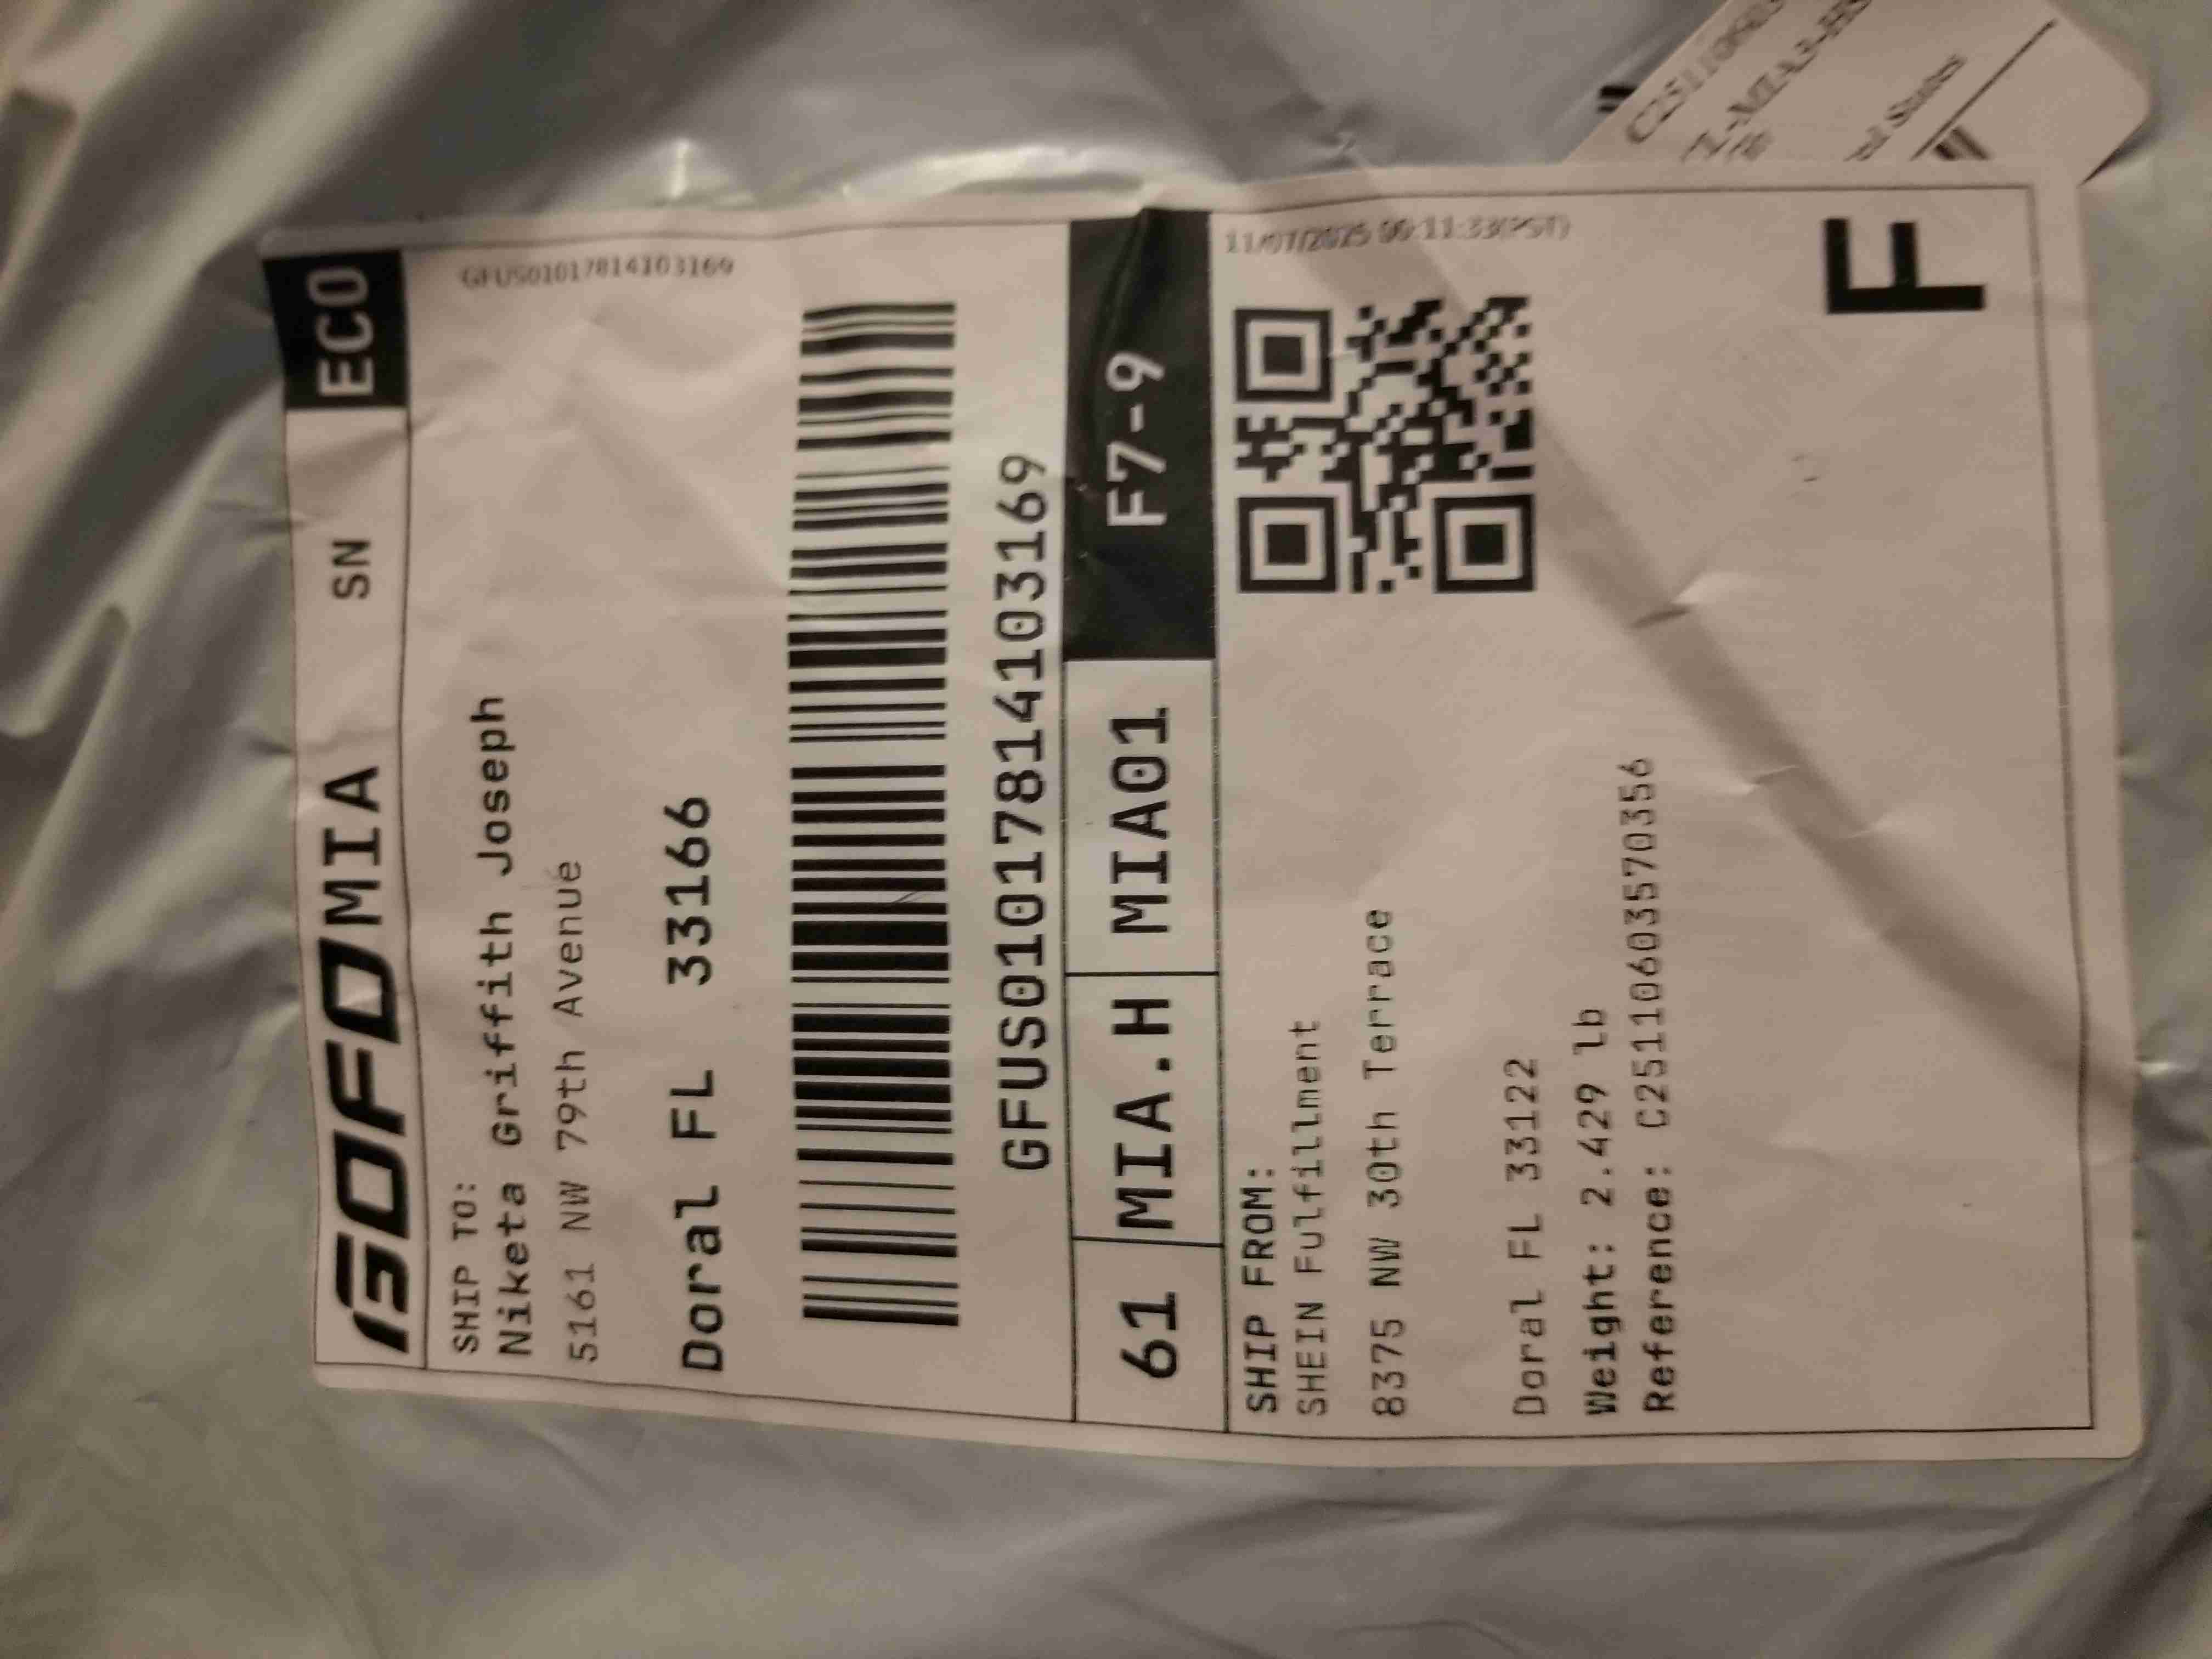 GOFO MIA SN ECO
SHIP TO:
GFUS01017814103169
Niketa Griffith Joseph
5161 NW 79th Avenue
Doral FL 33166
GFUS01017814103169
61 MIA.H MIA01 F7-9
SHIP FROM:
11/07/2025 00:11:33(PST)
SHEIN Fulfillment
8375 NW 30th Terrace
Doral FL 33122
Weight: 2.429 lb
Reference: C25110603570356
F